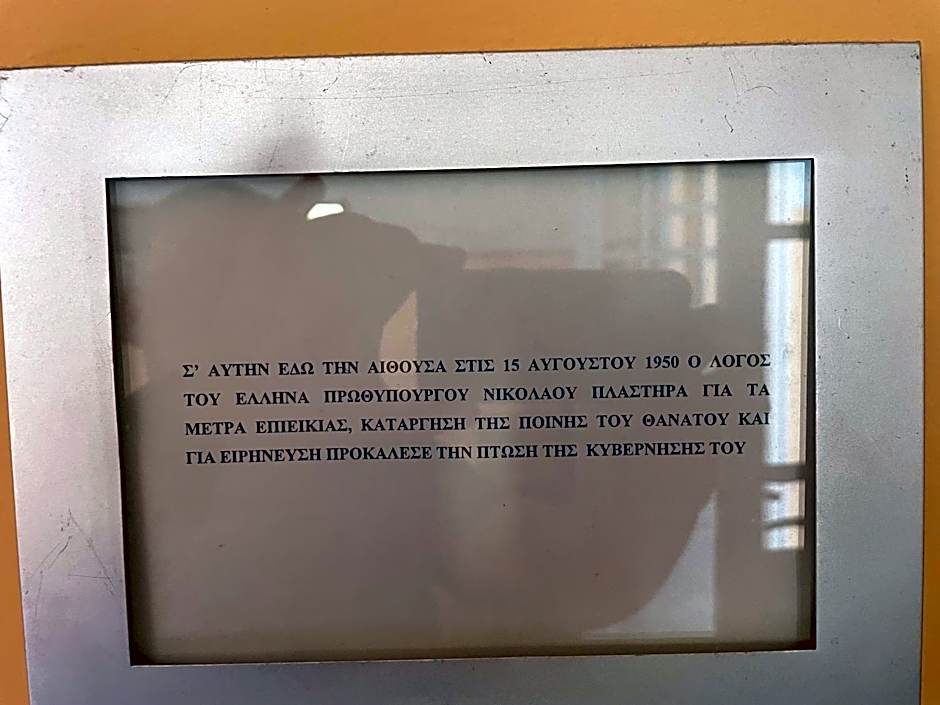 Σ’ ΑΥΤΗΝ ΕΔΩ ΤΗΝ ΑΙΘΟΥΣΑ ΣΤΙΣ 15 ΑΥΓΟΥΣΤΟΥ 1950 Ο ΛΟΓΟΣ
ΤΟΥ ΕΛΛΗΝΑ ΠΡΩΘΥΠΟΥΡΓΟΥ ΝΙΚΟΛΑΟΥ ΠΛΑΣΤΗΡΑ ΓΙΑ ΤΑ
ΜΕΤΡΑ ΕΠΙΕΙΚΙΑΣ, ΚΑΤΑΡΓΗΣΗ ΤΗΣ ΠΟΙΝΗΣ ΤΟΥ ΘΑΝΑΤΟΥ ΚΑΙ
ΓΙΑ ΕΙΡΗΝΕΥΣΗ ΠΡΟΚΑΛΕΣΕ ΤΗΝ ΠΤΩΣΗ ΤΗΣ ΚΥΒΕΡΝΗΣΗΣ ΤΟΥ